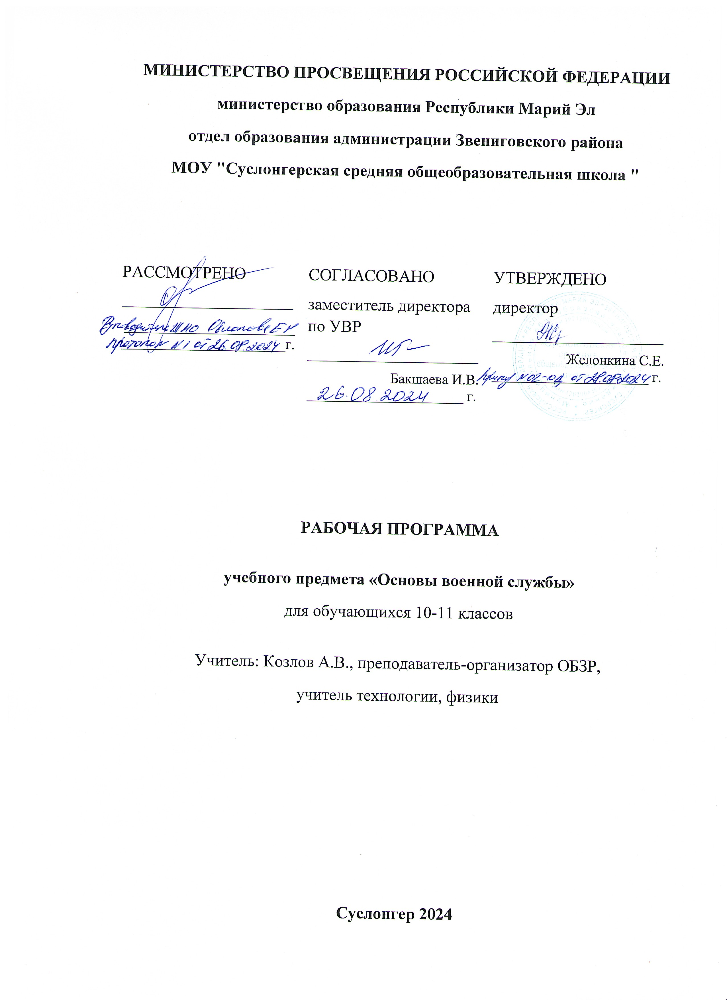 МИНИСТЕРСТВО ПРОСВЕЩЕНИЯ РОССИЙСКОЙ ФЕДЕРАЦИИ
министерство образования Республики Марий Эл
отдел образования администрации Звениговского района
МОУ "Суслонгерская средняя общеобразовательная школа "
РАССМОТРЕНО
Руководитель ШМО
Протокол №1 от 26.08.2024 г.
СОГЛАСОВАНО
заместитель директора
по УВР
Бакшаева И.В.
26.08.2024 г.
УТВЕРЖДЕНО
директор
Желонкина С.Е.
Приказ №02-од от 28.08.2024 г.
РАБОЧАЯ ПРОГРАММА
учебного предмета «Основы военной службы»
для обучающихся 10-11 классов
Учитель: Козлов А.В., преподаватель-организатор ОБЗР,
учитель технологии, физики
Суслонгер 2024